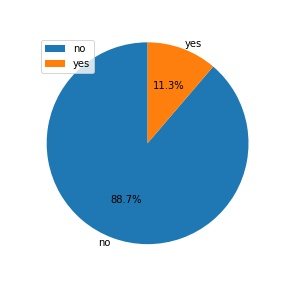 yes
no
yes
11.3%
88.7%
no